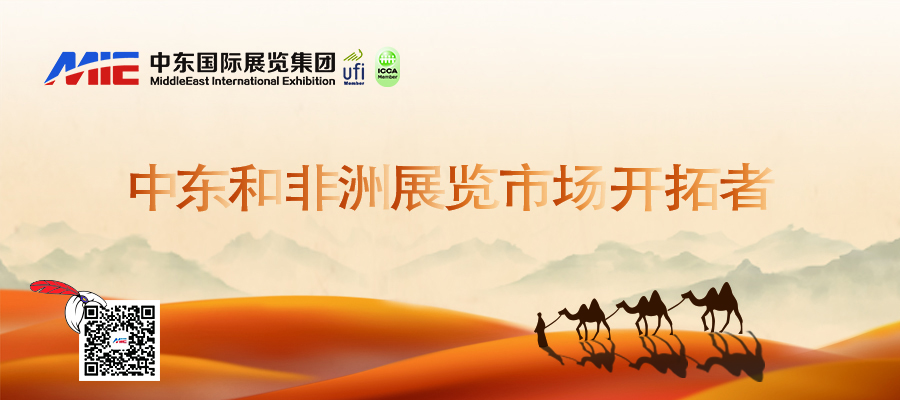 MIE 中东国际展览集团
MiddleEast International Exhibition
ufi
Member
ICCA
Member
中东和非洲展览市场开拓者
MIE